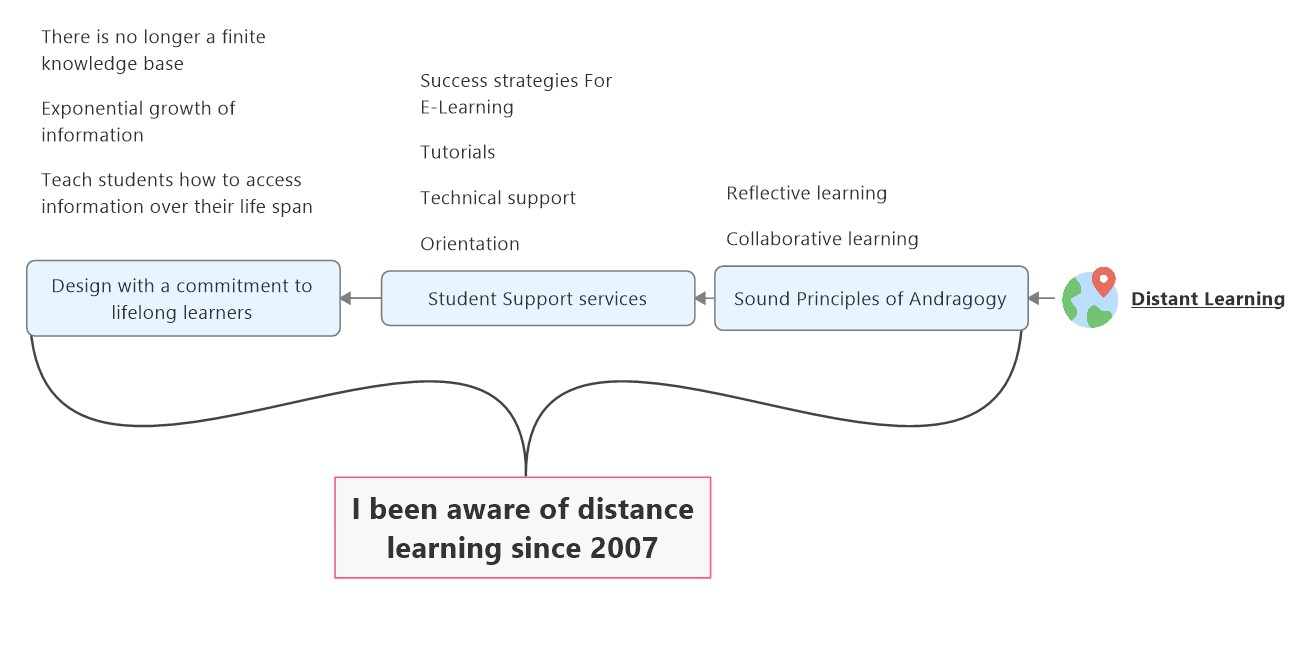 There is no longer a finite
knowledge base
Exponential growth of
information
Teach students how to access
information over their life span
Design with a commitment to
lifelong learners
Success strategies For
E-Learning
Tutorials
Technical support
Orientation
Student Support services
Reflective learning
Collaborative learning
Sound Principles of Andragogy
Distant Learning
I been aware of distance
learning since 2007